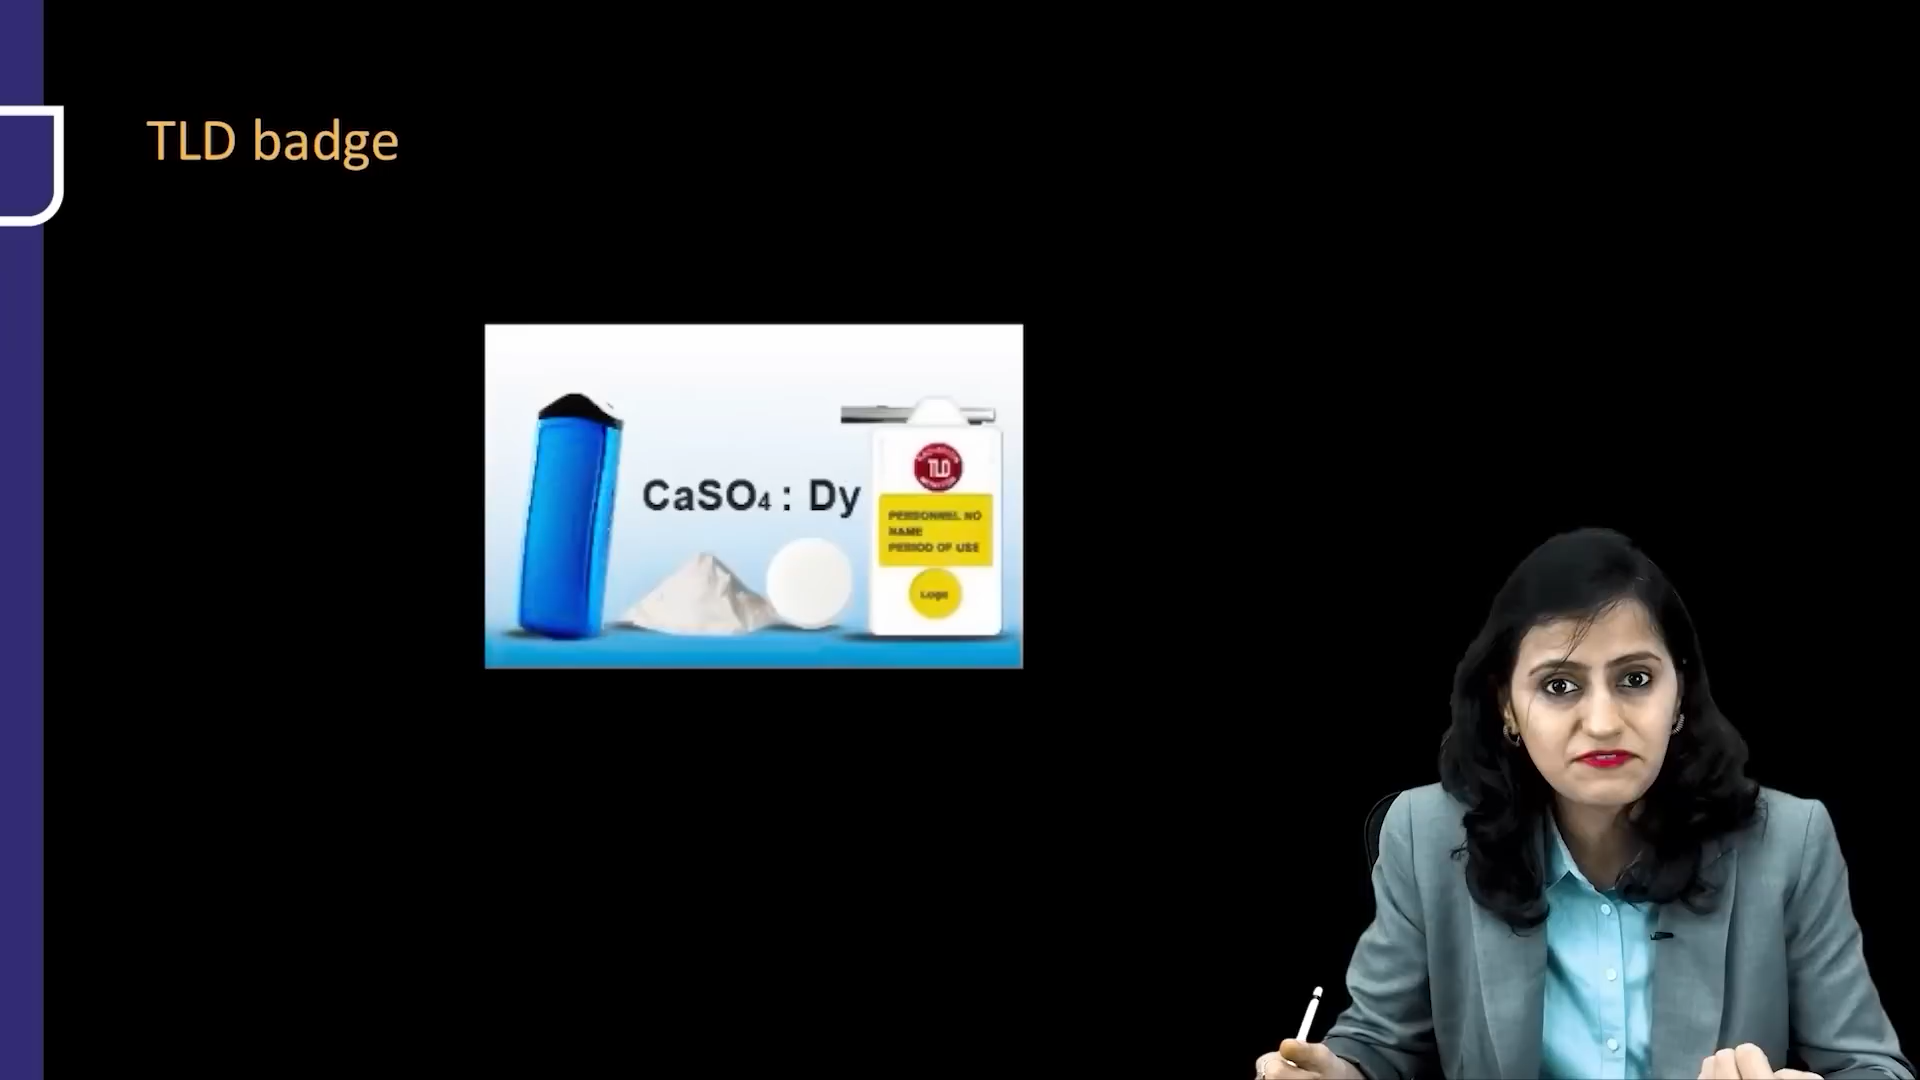 TLD badge
CaSO₄ : Dy
TLD
PERSONNEL NO
NAME
PERIOD OF USE
Logo